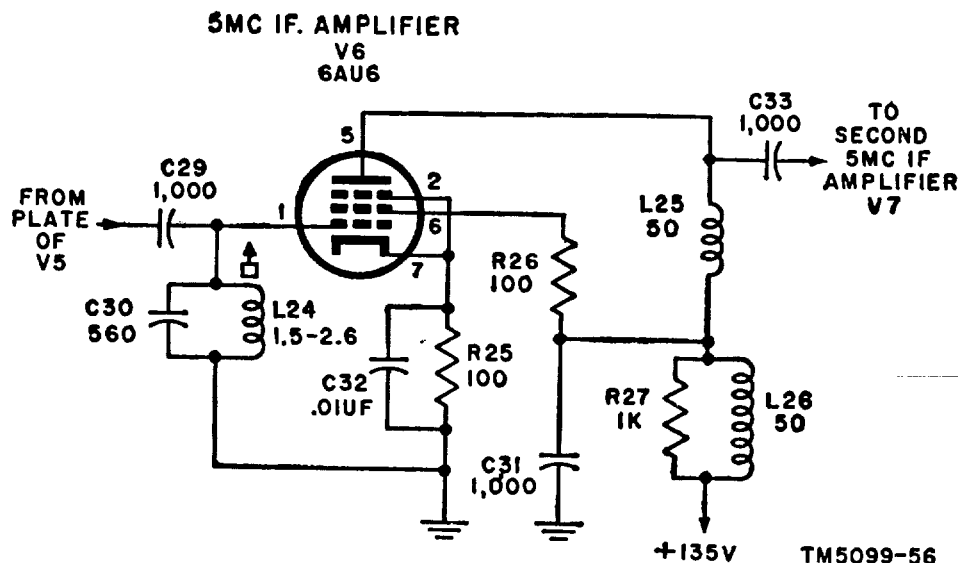 5MC IF. AMPLIFIER
V6
6AU6
C33
1,000
TO
SECOND
5MC IF
AMPLIFIER
V7
5
C29
1,000
2
FROM
PLATE
OF
V5
1
6
L25
50
7
R26
100
C30
560
L24
1.5-2.6
R25
100
C32
.01UF
R27
1K
L26
50
C31
1,000
+135V
TM5099-56